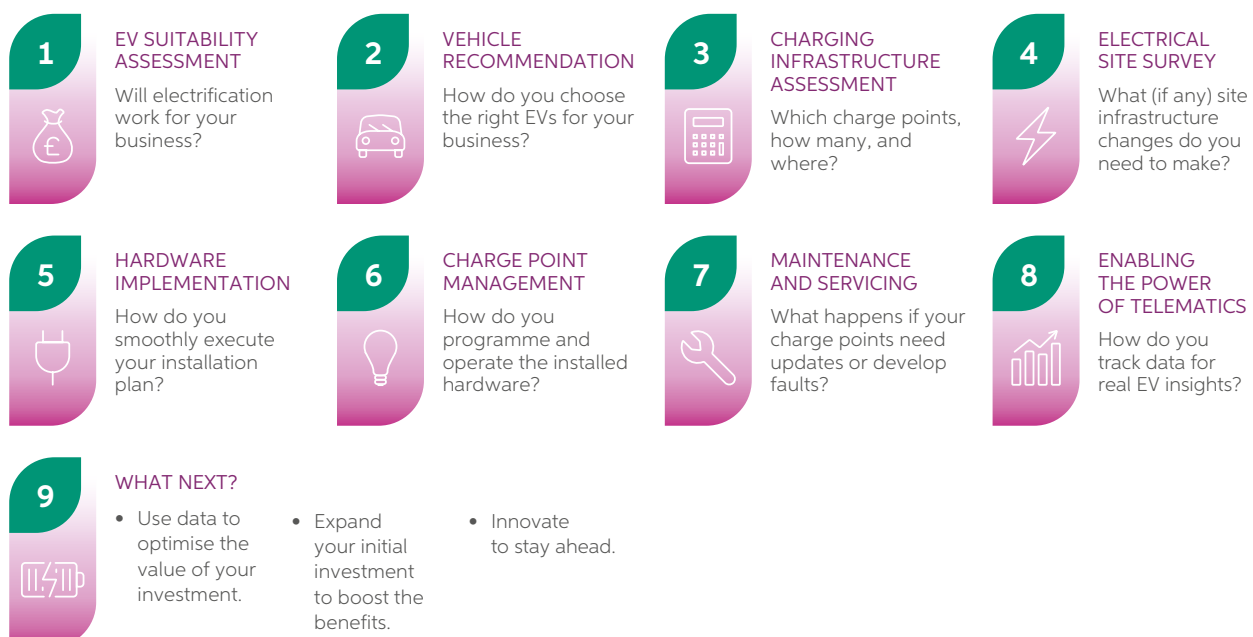 1
EV SUITABILITY
ASSESSMENT
Will electrification
work for your
business?
£
2
VEHICLE
RECOMMENDATION
How do you choose
the right EVs for your
business?
3
CHARGING
INFRASTRUCTURE
ASSESSMENT
Which charge points,
how many, and
where?
4
ELECTRICAL
SITE SURVEY
What (if any) site
infrastructure
changes do you
need to make?
5
HARDWARE
IMPLEMENTATION
How do you
smoothly execute
your installation
plan?
6
CHARGE POINT
MANAGEMENT
How do you
programme and
operate the installed
hardware?
7
MAINTENANCE
AND SERVICING
What happens if your
charge points need
updates or develop
faults?
8
ENABLING
THE POWER
OF TELEMATICS
How do you
track data for
real EV insights?
9
WHAT NEXT?
• Use data to
optimise the
value of your
investment.
• Expand
your initial
investment
to boost the
benefits.
• Innovate
to stay ahead.